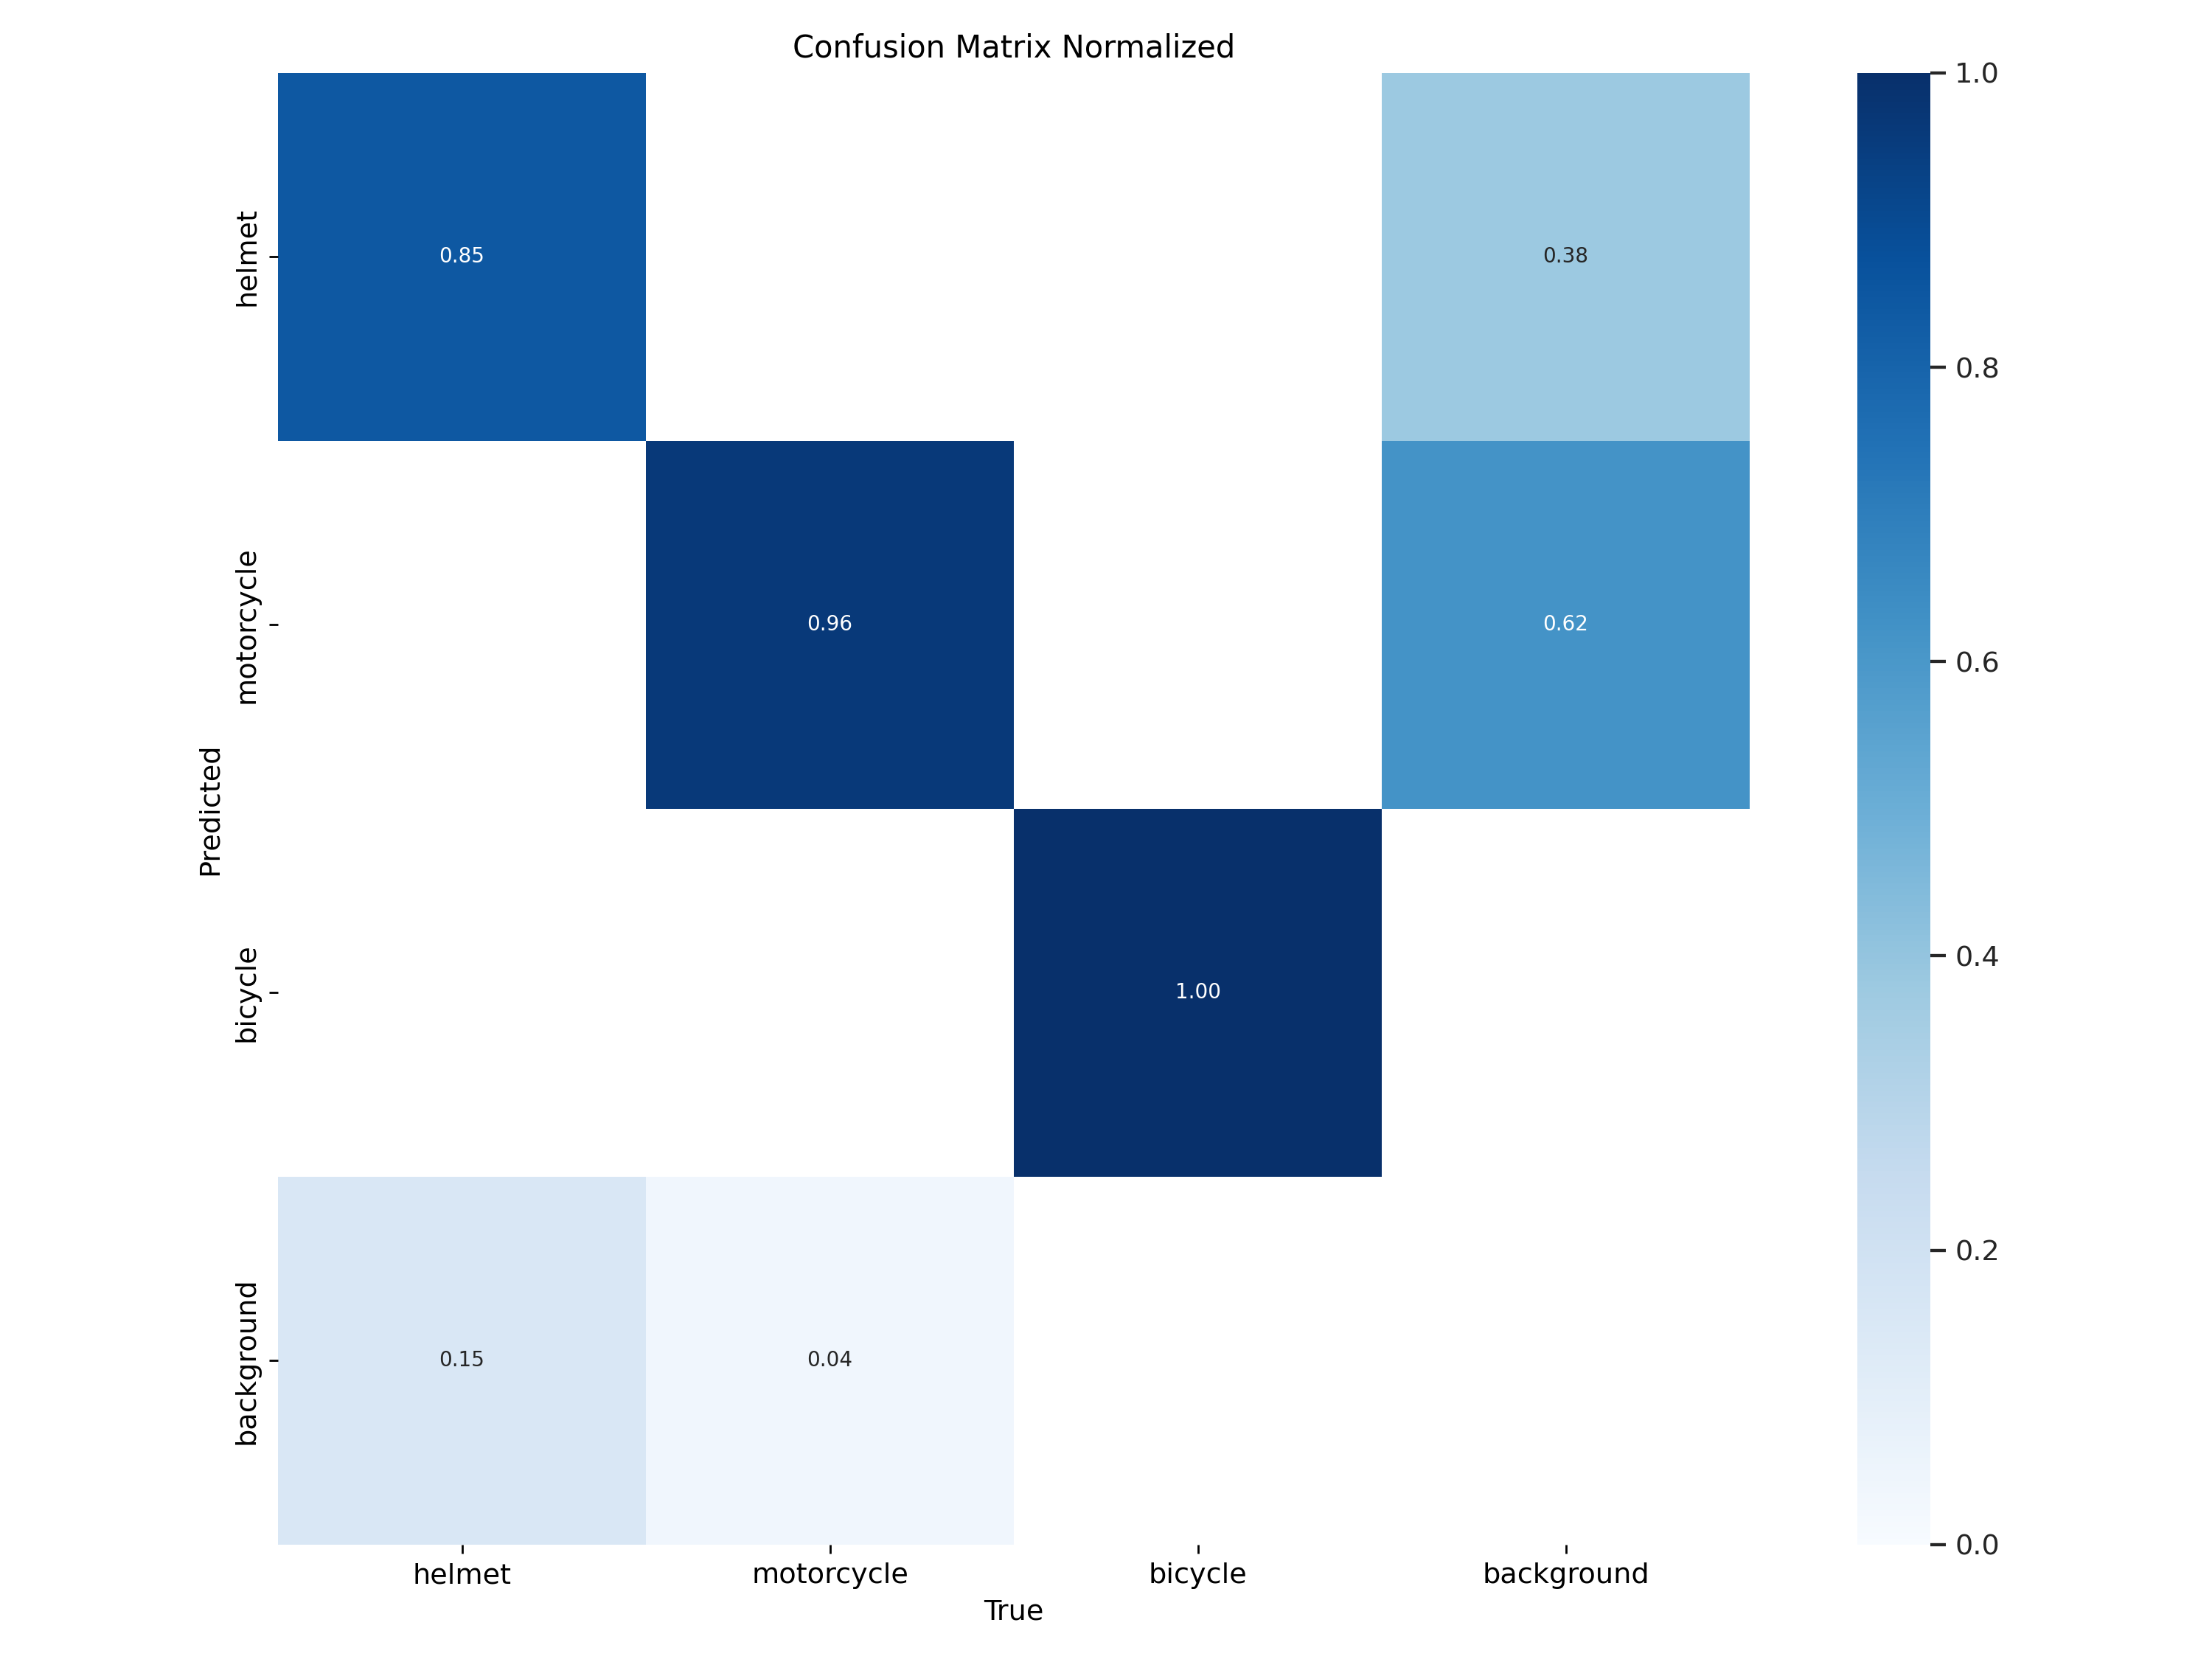 Confusion Matrix Normalized
1.0
helmet
0.85
0.38
0.8
motorcycle
0.96
0.62
0.6
Predicted
bicycle
1.00
0.4
0.2
background
0.15
0.04
0.0
helmet
motorcycle
bicycle
background
True